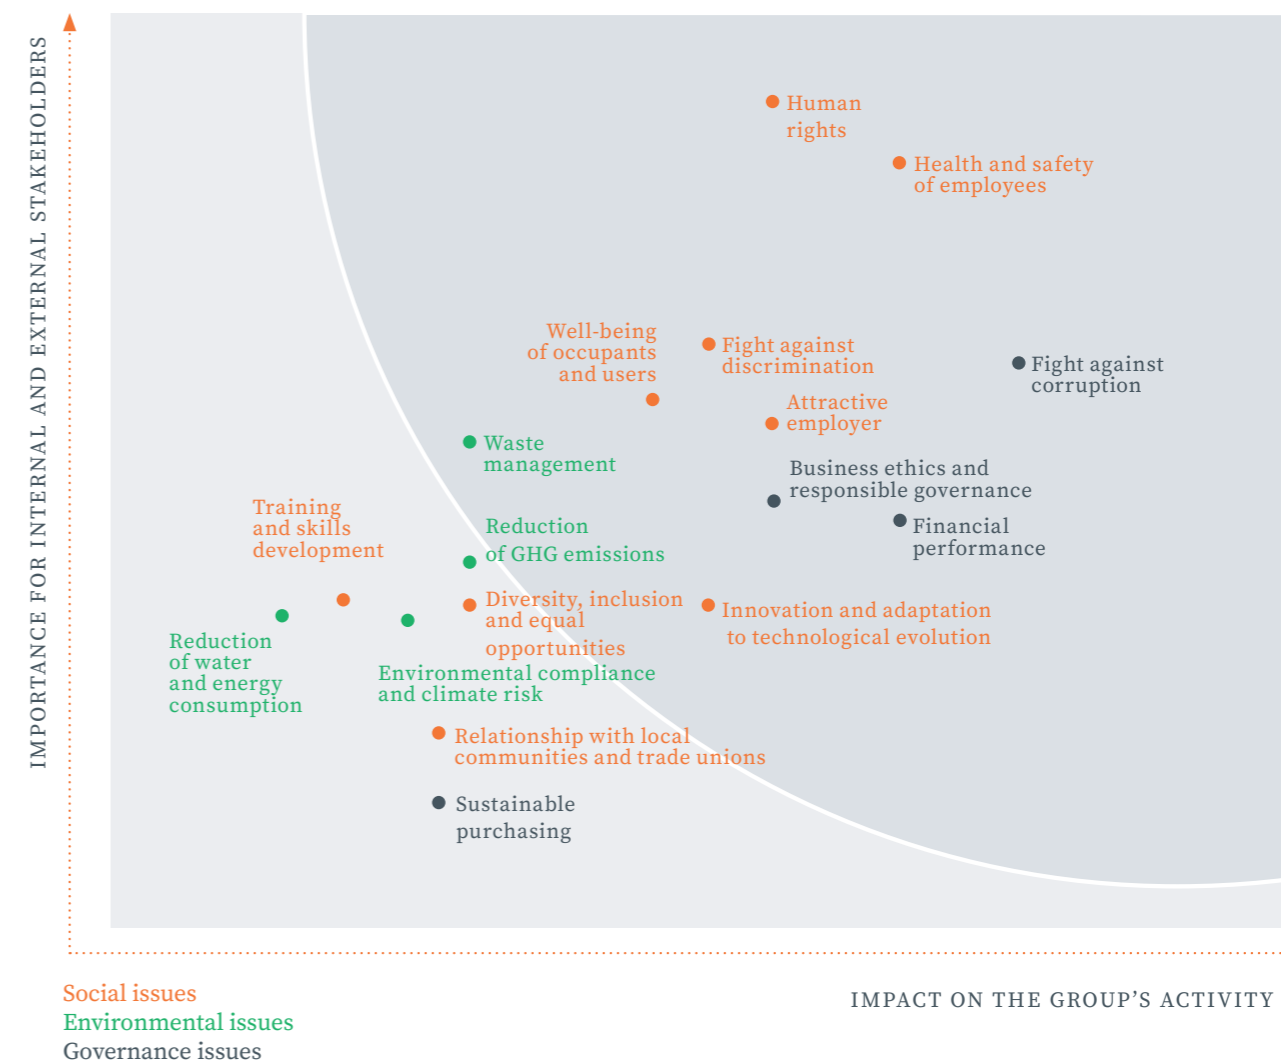 IMPORTANCE FOR INTERNAL AND EXTERNAL STAKEHOLDERS
Human
rights
Health and safety
of employees
Well-being
of occupants
and users
Fight against
discrimination
Fight against
corruption
Attractive
employer
Waste
management
Business ethics and
responsible governance
Training
and skills
development
Reduction
of GHG emissions
Financial
performance
Diversity, inclusion
and equal
opportunities
Innovation and adaptation
to technological evolution
Reduction
of water
and energy
consumption
Environmental compliance
and climate risk
Relationship with local
communities and trade unions
Sustainable
purchasing
Social issues
Environmental issues
Governance issues
IMPACT ON THE GROUP'S ACTIVITY